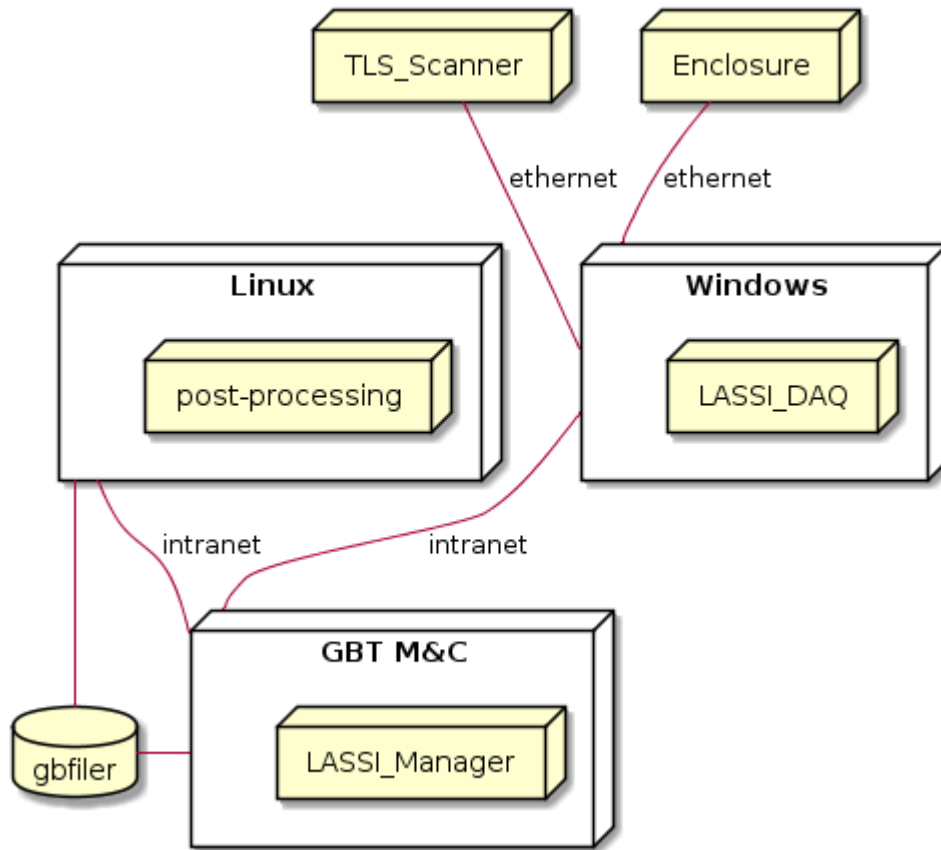 TLS_Scanner
Enclosure
ethernet
ethernet
Linux
Windows
post-processing
LASSI_DAQ
intranet
intranet
GBT M&C
LASSI_Manager
gbfiler